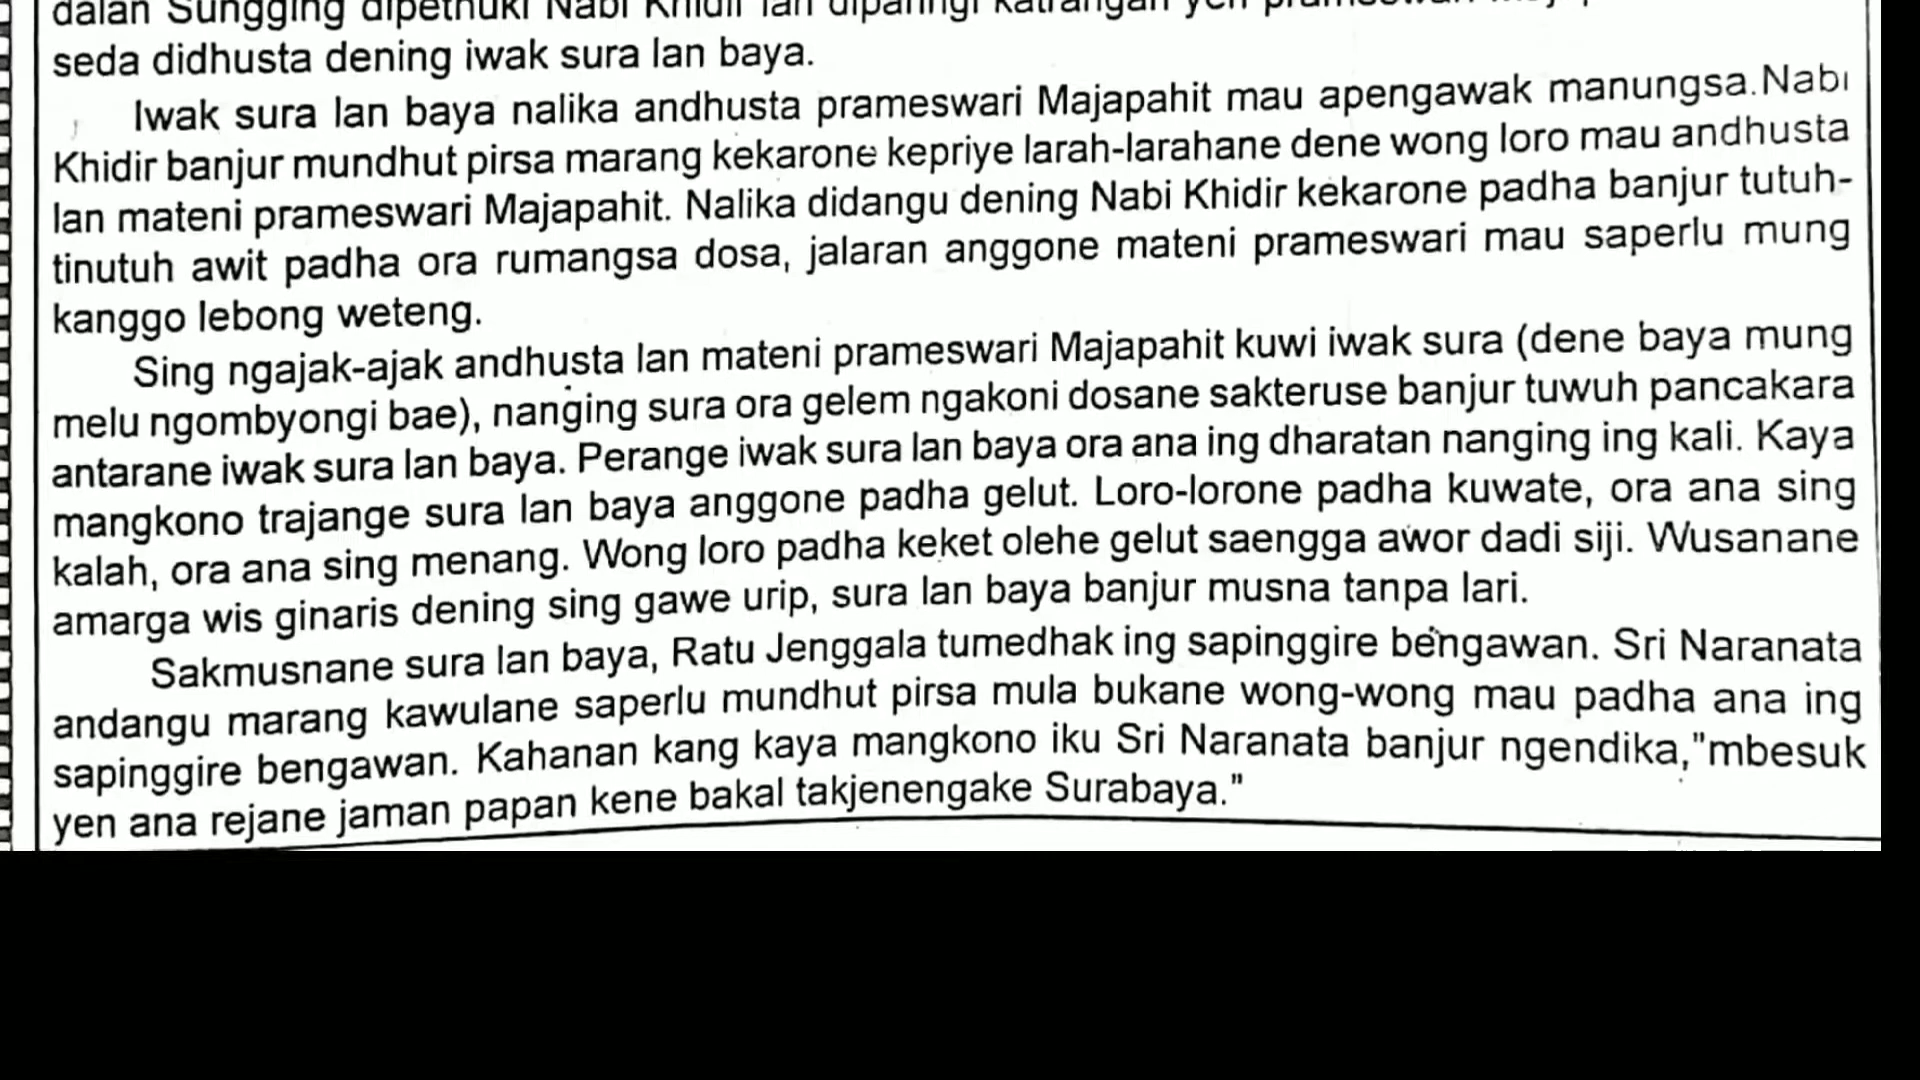 dalan Sungging dipethuki Nabi Khidir lan diparingi katrangan yen
seda didhusta dening iwak sura lan baya.
Iwak sura lan baya nalika andhusta prameswari Majapahit mau apengawak manungsa.Nabi
Khidir banjur mundhut pirsa marang kekarone kepriye larah-larahane dene wong loro mau andhusta
lan mateni prameswari Majapahit. Nalika didangu dening Nabi Khidir kekarone padha banjur tutuh-
tinutuh awit padha ora rumangsa dosa, jalaran anggone mateni prameswari mau saperlu mung
kanggo lebong weteng.
Sing ngajak-ajak andhusta lan mateni prameswari Majapahit kuwi iwak sura (dene baya mung
melu ngombyongi bae), nanging sura ora gelem ngakoni dosane sakteruse banjur tuwuh pancakara
antarane iwak sura lan baya. Perange iwak sura lan baya ora ana ing dharatan nanging ing kali. Kaya
mangkono trajange sura lan baya anggone padha gelut. Loro-lorone padha kuwate, ora ana sing
kalah, ora ana sing menang. Wong loro padha keket olehe gelut saengga awor dadi siji. Wusanane
amarga wis ginaris dening sing gawe urip, sura lan baya banjur musna tanpa lari.
Sakmusnane sura lan baya, Ratu Jenggala tumedhak ing sapinggire bengawan. Sri Naranata
andangu marang kawulane saperlu mundhut pirsa mula bukane wong-wong mau padha ana ing
sapinggire bengawan. Kahanan kang kaya mangkono iku Sri Naranata banjur ngendika,"mbesuk
yen ana rejane jaman papan kene bakal takjenengake Surabaya."